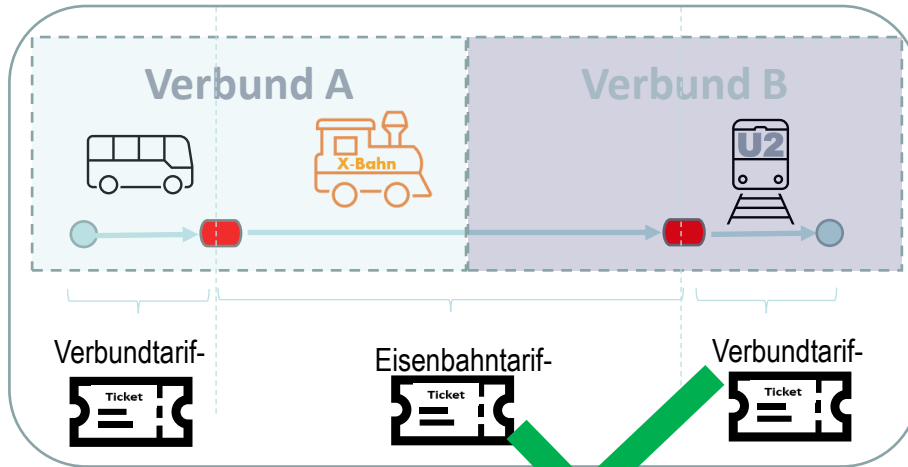 Verbund A
Verbund B
X-Bahn
U2
Verbundtarif-
Eisenbahntarif-
Verbundtarif-
Ticket
Ticket
Ticket